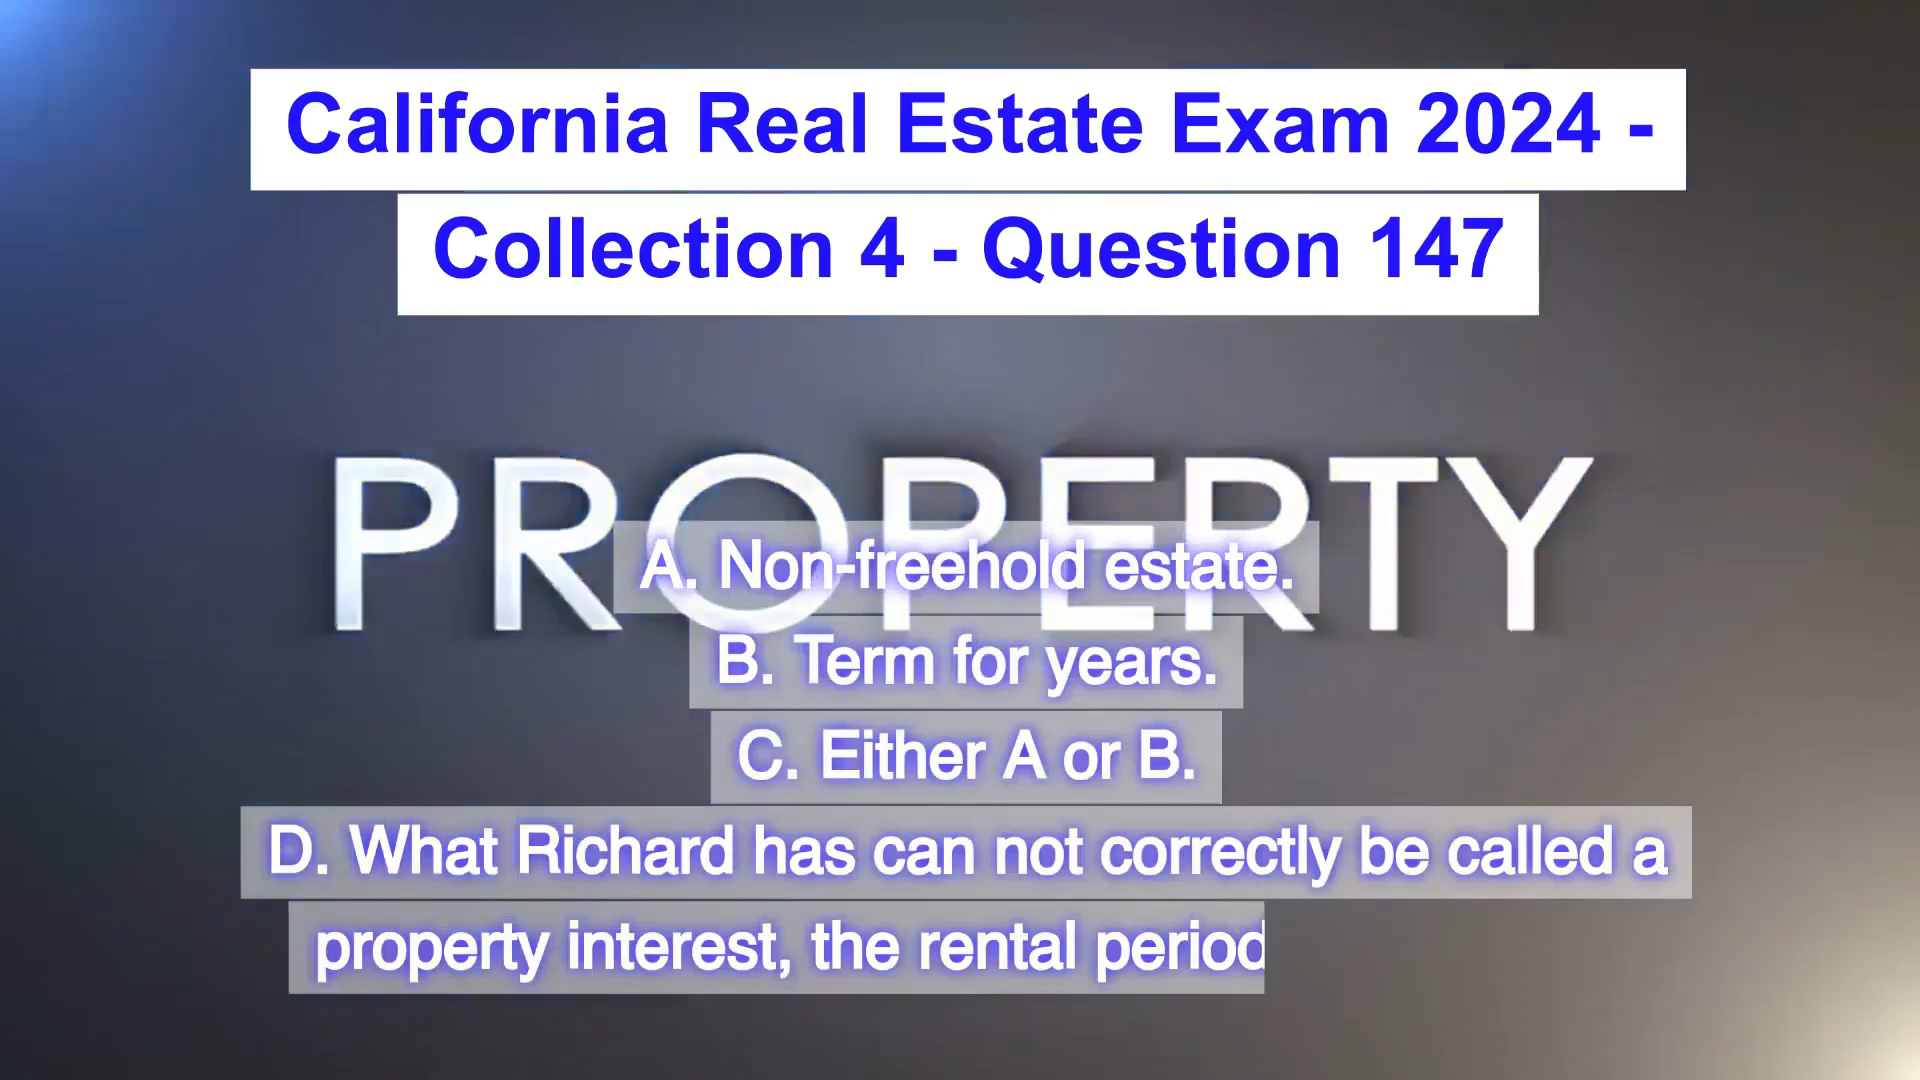 California Real Estate Exam 2024 -
Collection 4 - Question 147
PROPERTY
A. Non-freehold estate.
B. Term for years.
C. Either A or B.
D. What Richard has can not correctly be called a
property interest, the rental period